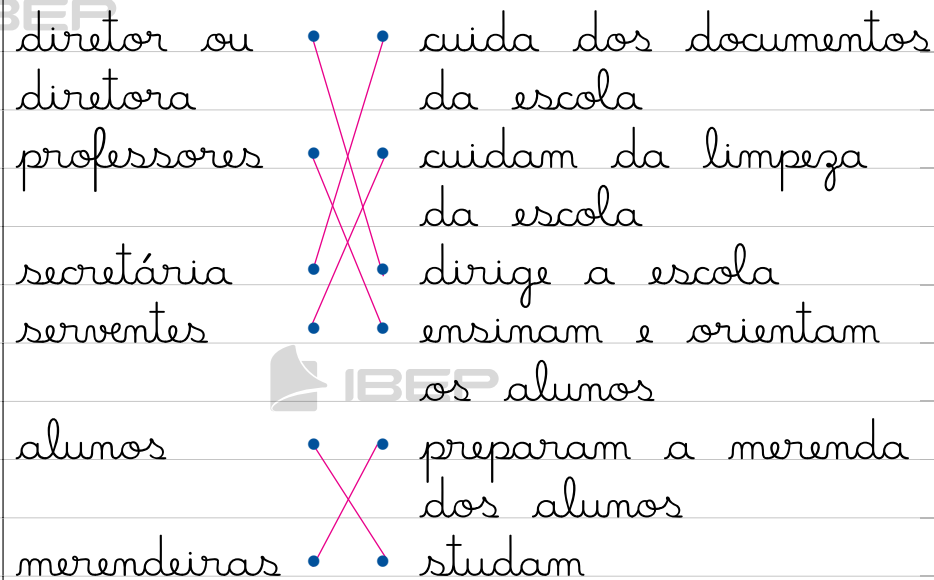 IBEP
diretor ou cuida dos documentos
diretora da escola
professores cuidam da limpeza
da escola
secretária dirige a escola
serventes ensinam e orientam
IBEP os alunos
alunos preparam a merenda
dos alunos
merendeiras studam